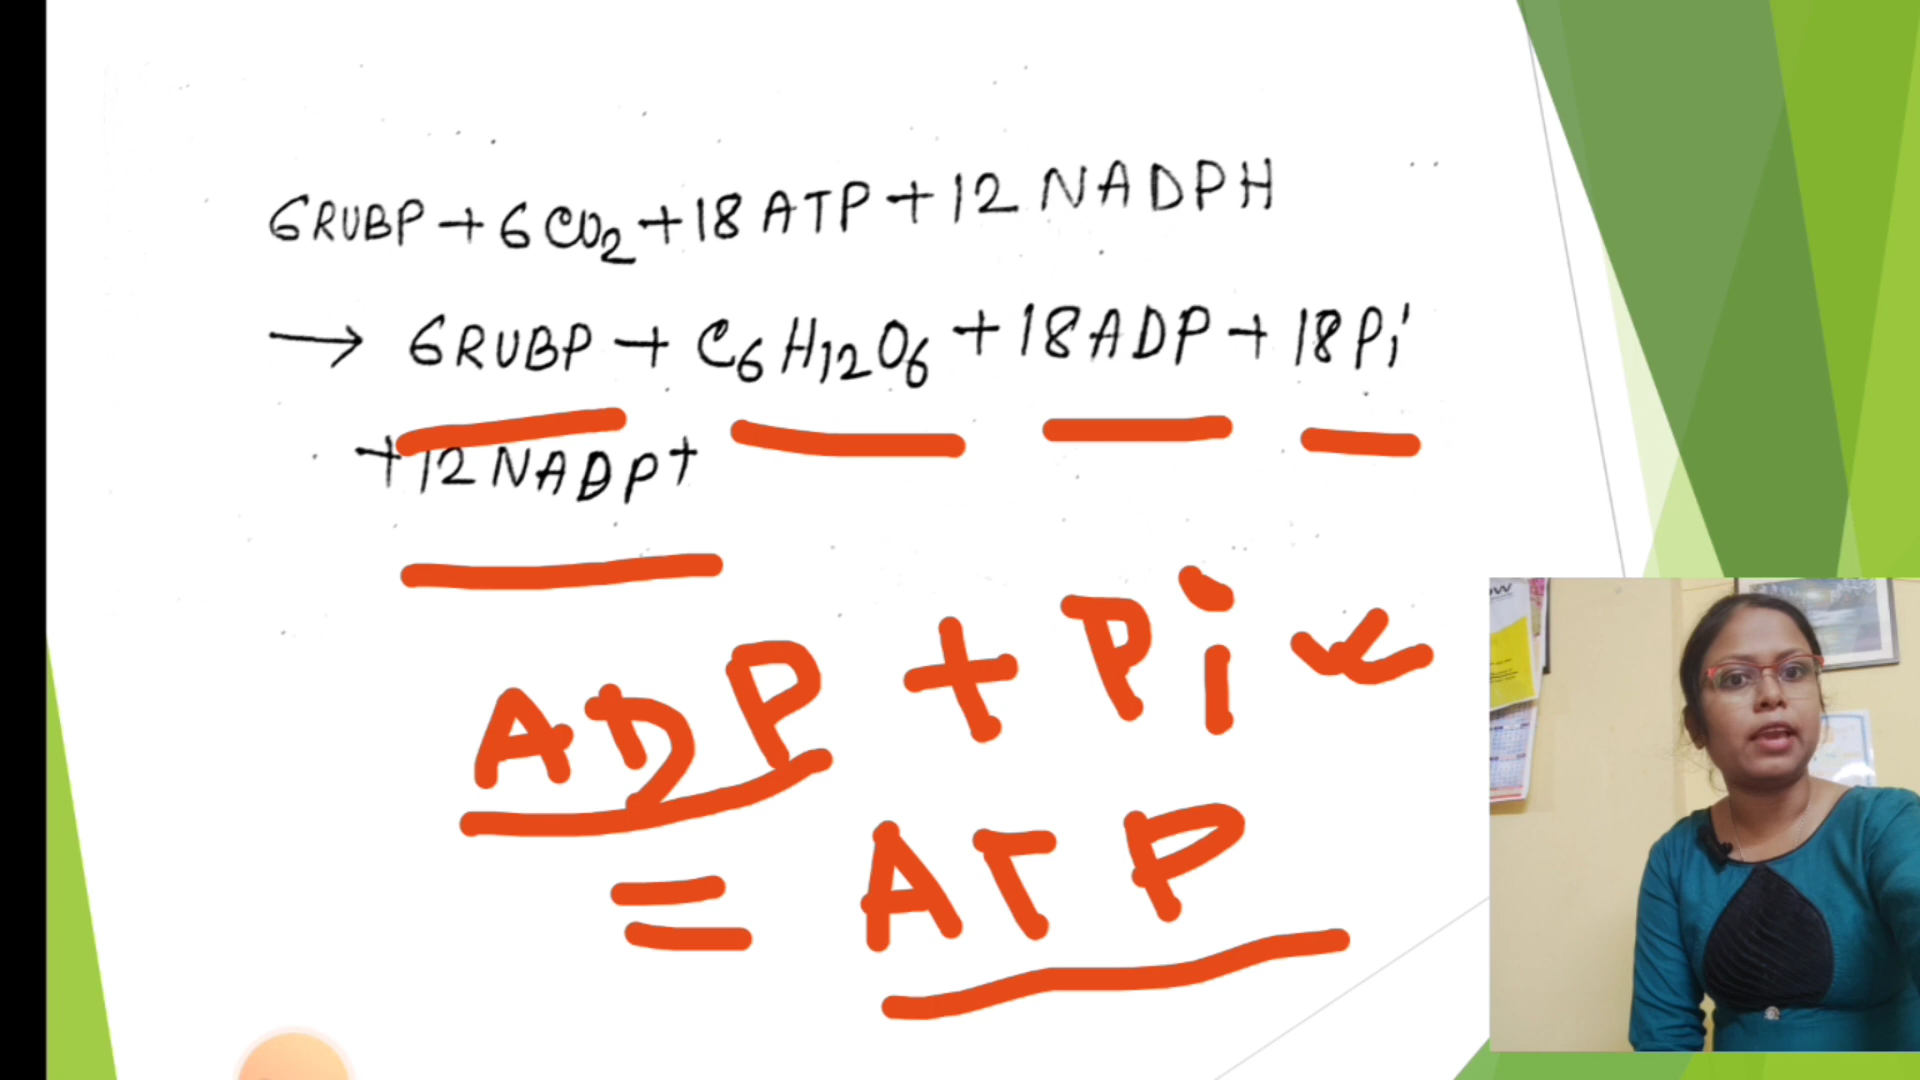 6RUBP + 6CO₂ + 18 ATP + 12 NADPH
→ 6RUBP + C₆H₁₂O₆ + 18ADP + 18Pi
+ 12 NADP⁺
ADP + Pi
= ATP